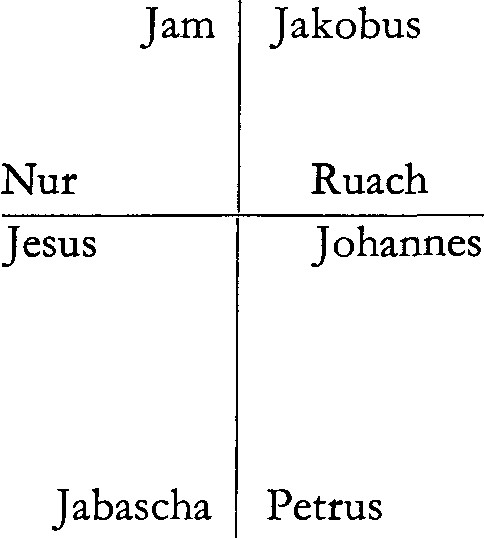 Jam Jakobus
Nur Ruach
Jesus Johannes
Jabascha Petrus